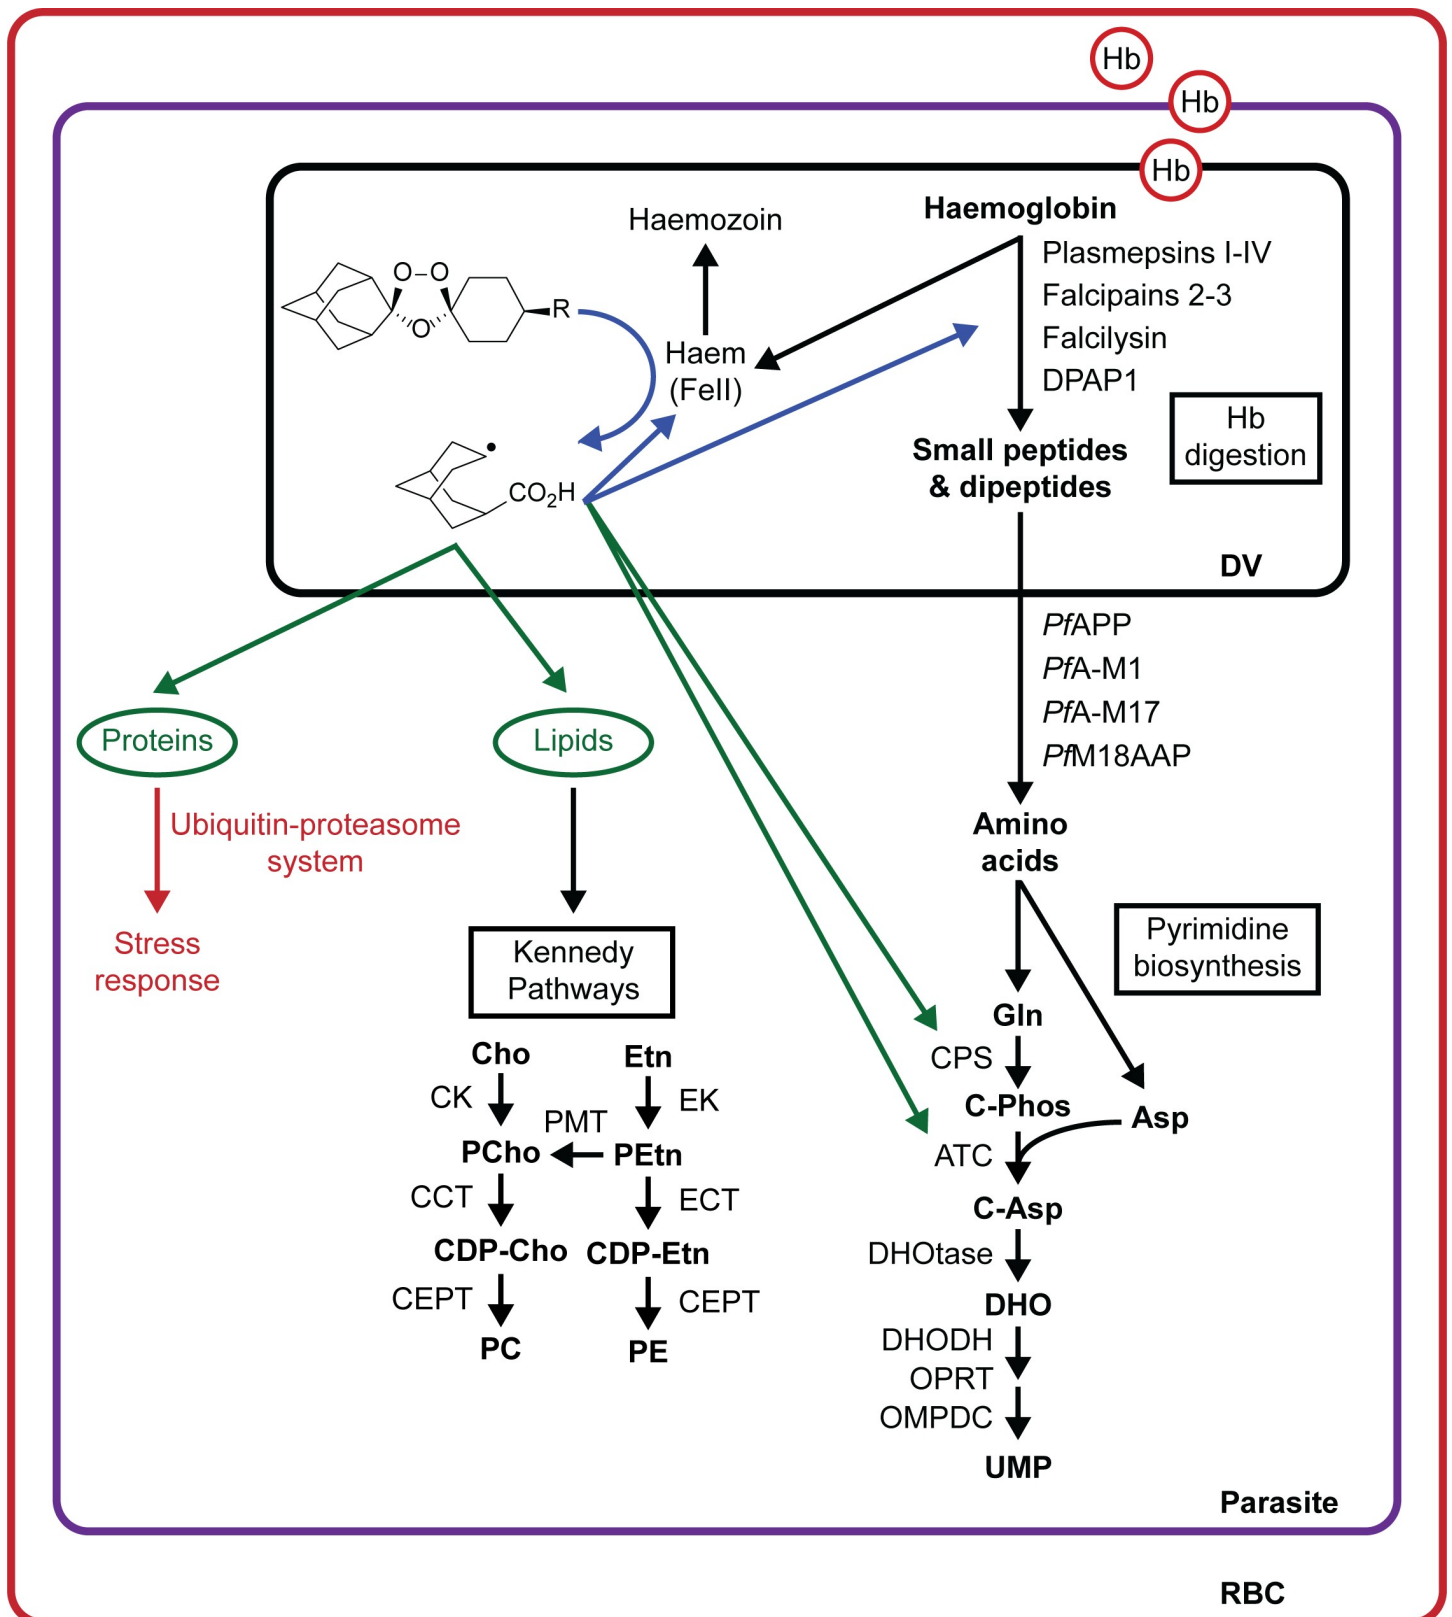 Hb
Hb
Hb
Haemoglobin
Haemozoin
Plasmepsins I-IV
Falcipains 2-3
Falcilysin
DPAP1
O–O
O
R
Haem
(FeII)
Hb
digestion
Small peptides
& dipeptides
CO2H
DV
PfAPP
PfA-M1
PfA-M17
PfM18AAP
Proteins
Lipids
Ubiquitin-proteasome
system
Amino
acids
Stress
response
Kennedy
Pathways
Pyrimidine
biosynthesis
Gln
Cho
Etn
CPS
CK
EK
C-Phos
Asp
PMT
PCho
PEtn
ATC
CCT
ECT
C-Asp
CDP-Cho
CDP-Etn
DHOtase
CEPT
CEPT
DHO
PC
PE
DHODH
OPRT
OMPDC
UMP
Parasite
RBC